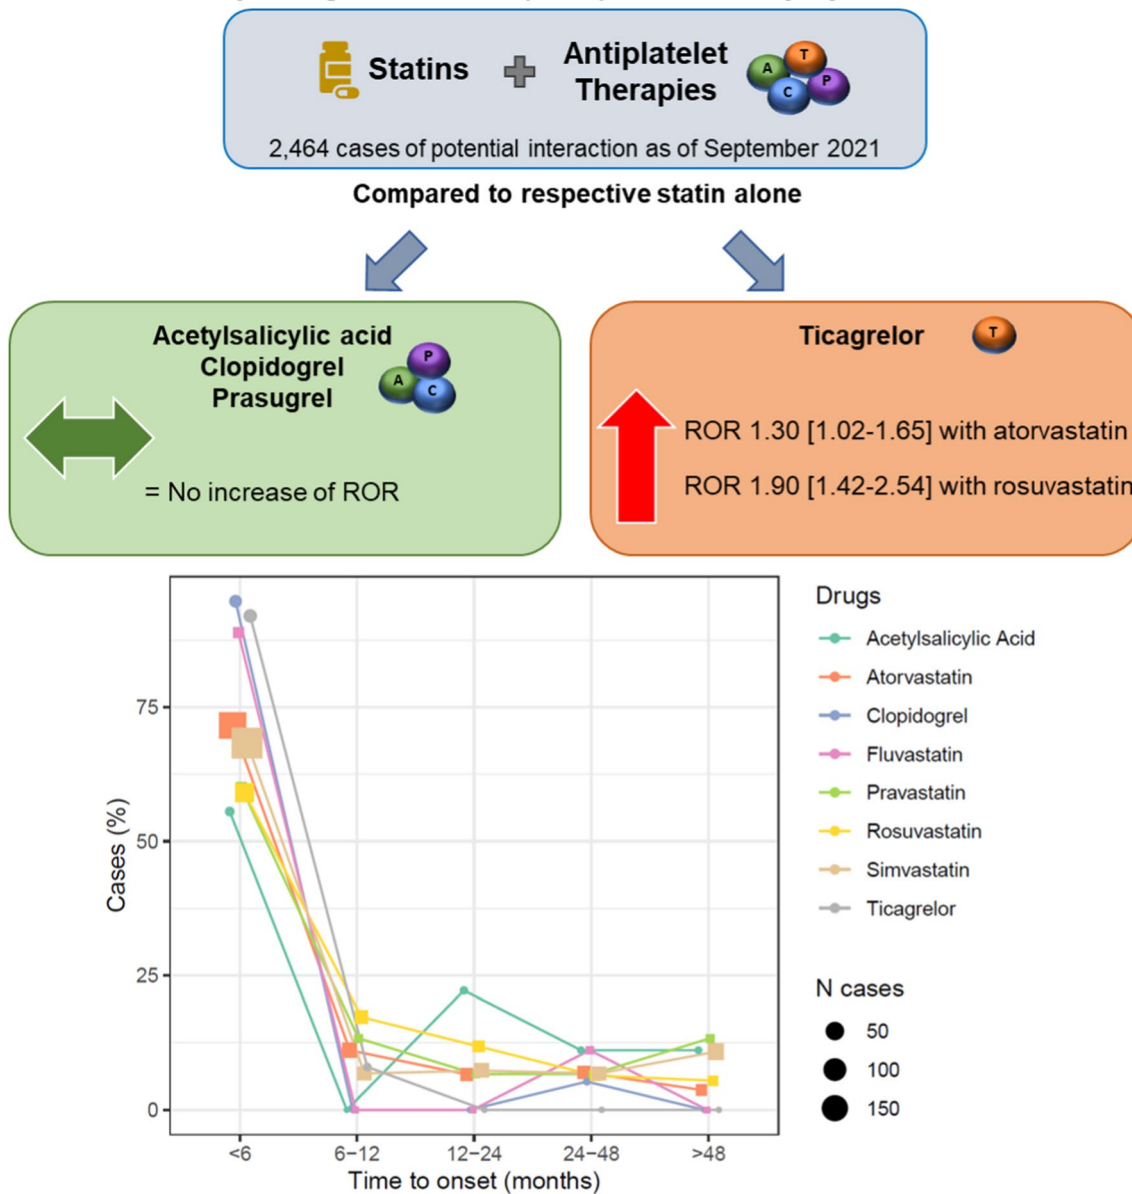 Statins
Antiplatelet
Therapies
A
T
C
P
2,464 cases of potential interaction as of September 2021
Compared to respective statin alone
Acetylsalicylic acid
Clopidogrel
Prasugrel
P
A
C
= No increase of ROR
Ticagrelor
T
ROR 1.30 [1.02-1.65] with atorvastatin
ROR 1.90 [1.42-2.54] with rosuvastatin
Cases (%)
75
50
25
0
<6
6−12
12−24
24−48
>48
Time to onset (months)
Drugs
Acetylsalicylic Acid
Atorvastatin
Clopidogrel
Fluvastatin
Pravastatin
Rosuvastatin
Simvastatin
Ticagrelor
N cases
50
100
150